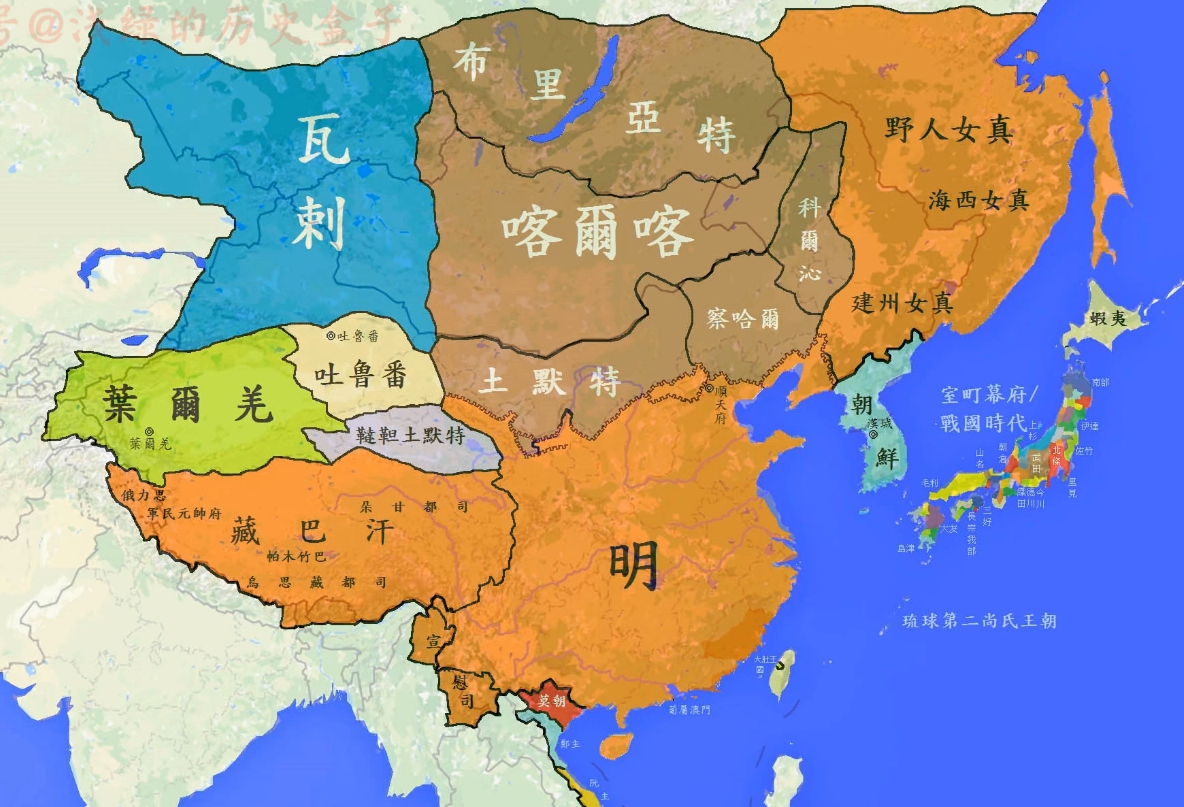 号@浅绿的历史盒子
瓦剌
布里亞特
喀爾喀
科爾沁
野人女真
海西女真
建州女真
察哈爾
土默特
吐魯番
吐魯番
葉爾羌
葉爾羌
韃靼土默特
順天府
朝鮮
漢城
蝦夷
室町幕府/
戰國時代
南部
伊達
上杉
佐竹
北條
武田
里見
山名
毛利
三好
大友
長宗我部
島津
俄力思
軍民元帥府
朵甘都司
藏巴汗
帕木竹巴
烏思藏都司
明
宣慰司
莫朝
鄭主
阮主
大肚王國
葡屬澳門
琉球第二尚氏王朝